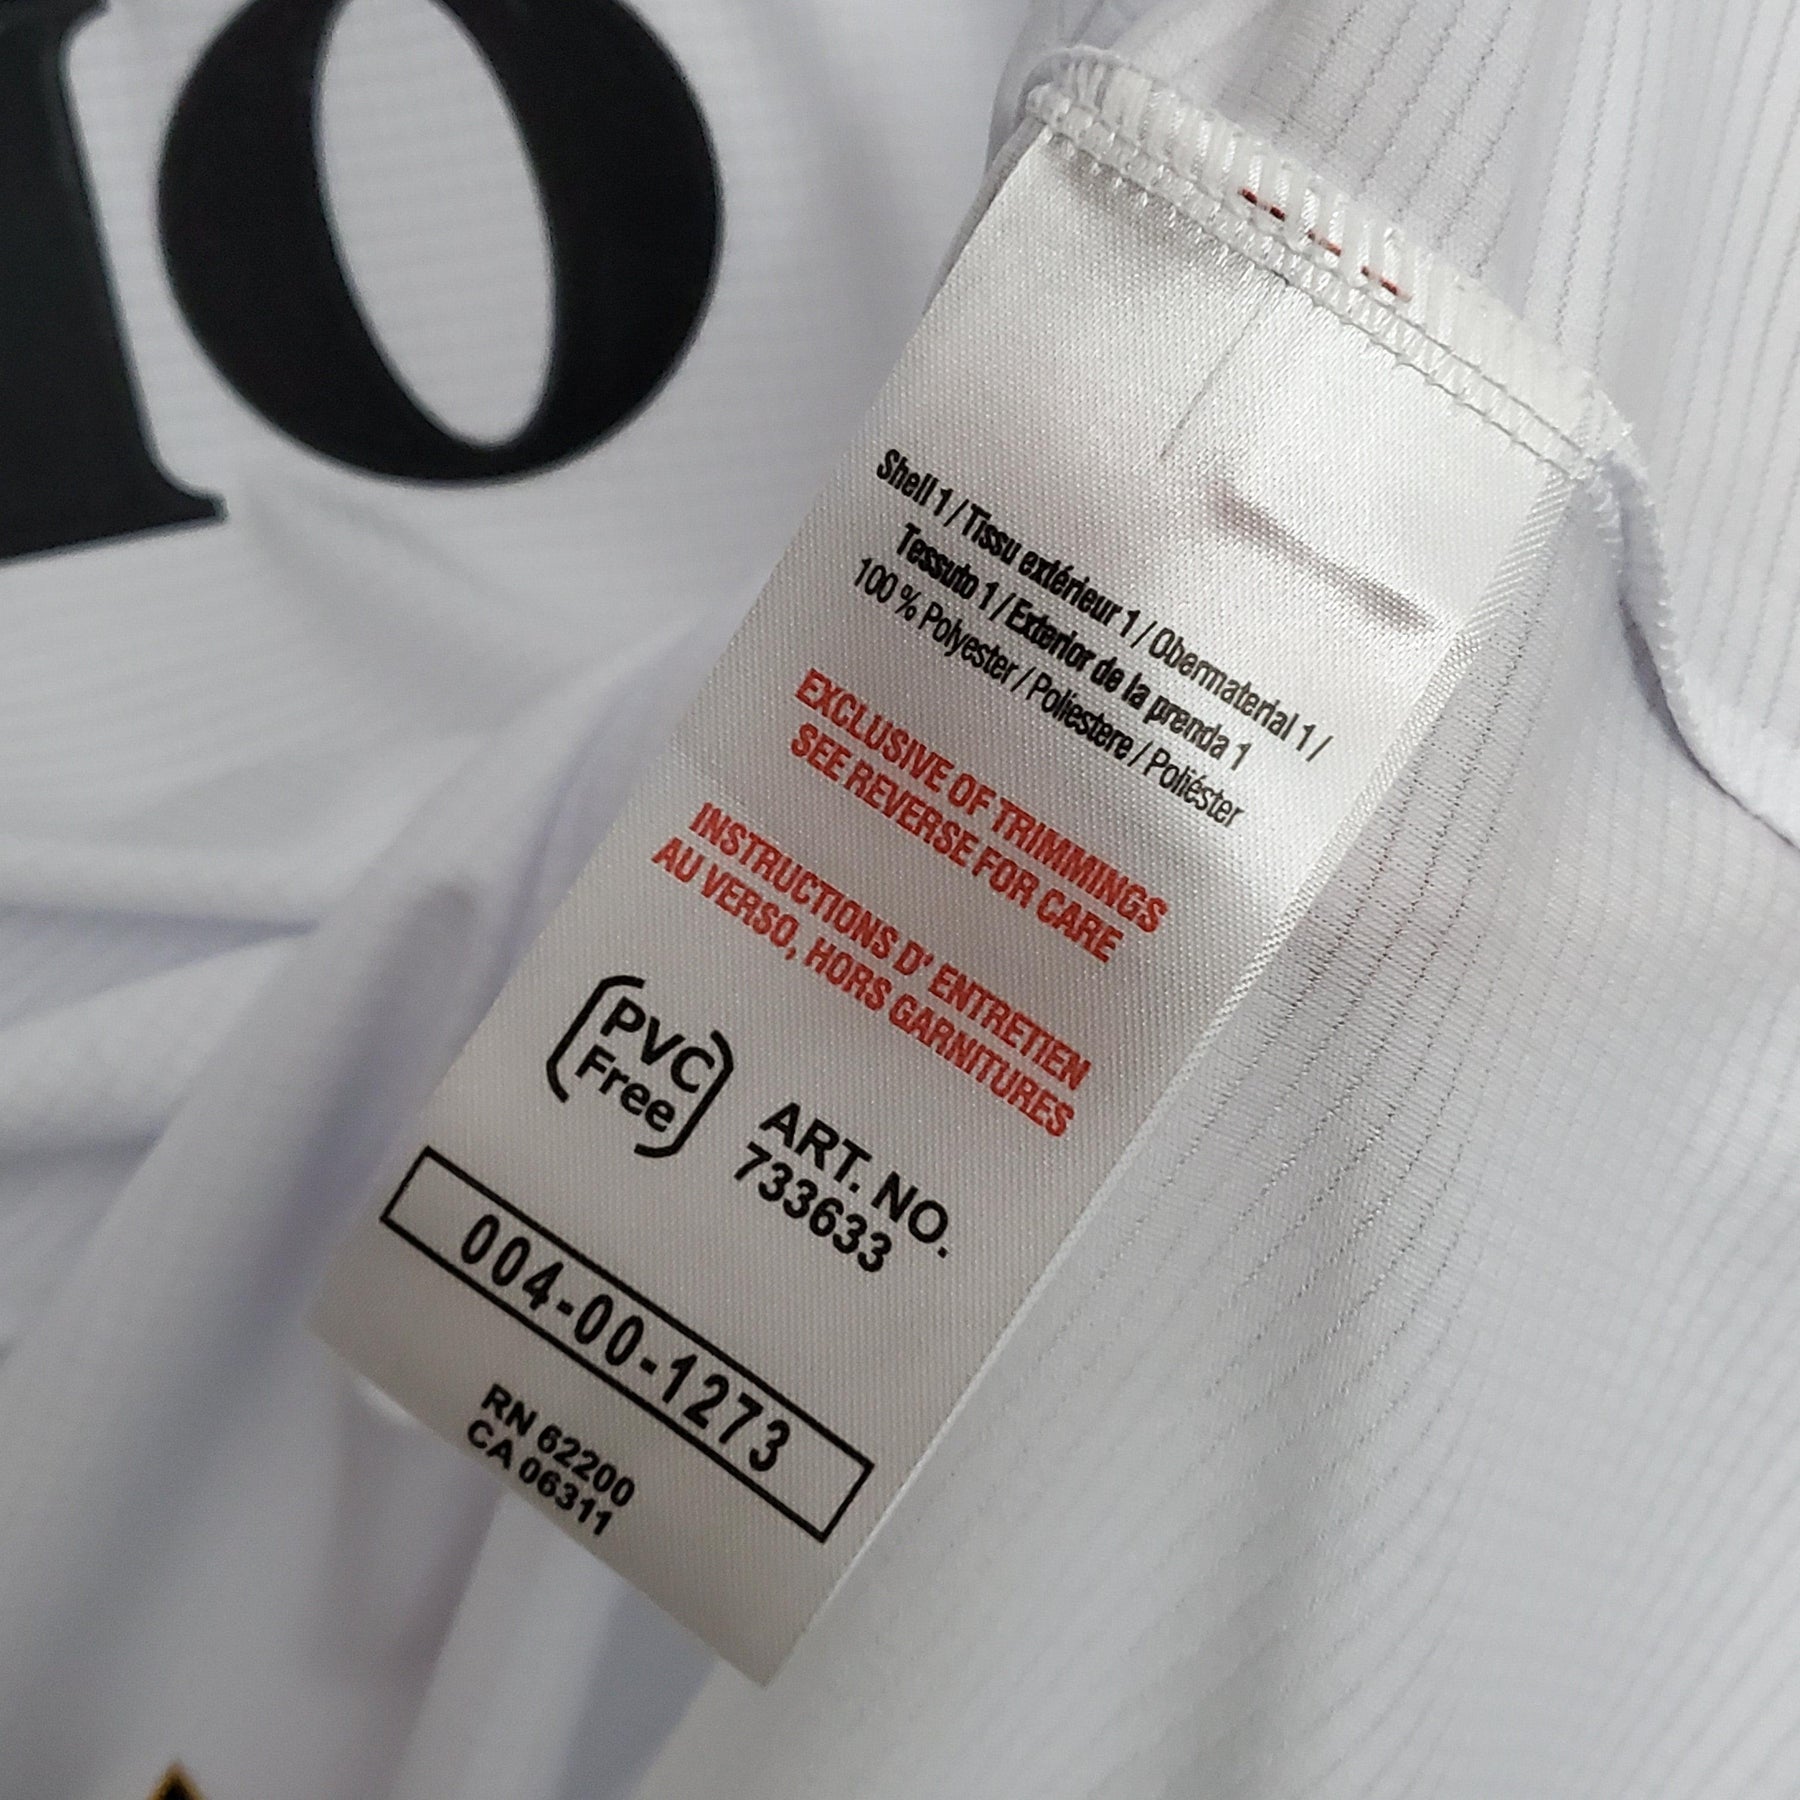 Shell 1 / Tissu extérieur 1 / Obermaterial 1 /
Tessuto 1 / Exterior de la prenda 1
100 % Polyester / Poliestere / Poliéster
EXCLUSIVE OF TRIMMINGS
SEE REVERSE FOR CARE
INSTRUCTIONS D' ENTRETIEN
AU VERSO, HORS GARNITURES
PVC
Free
ART. NO.
733633
004-00-1273
RN 62200
CA 06311